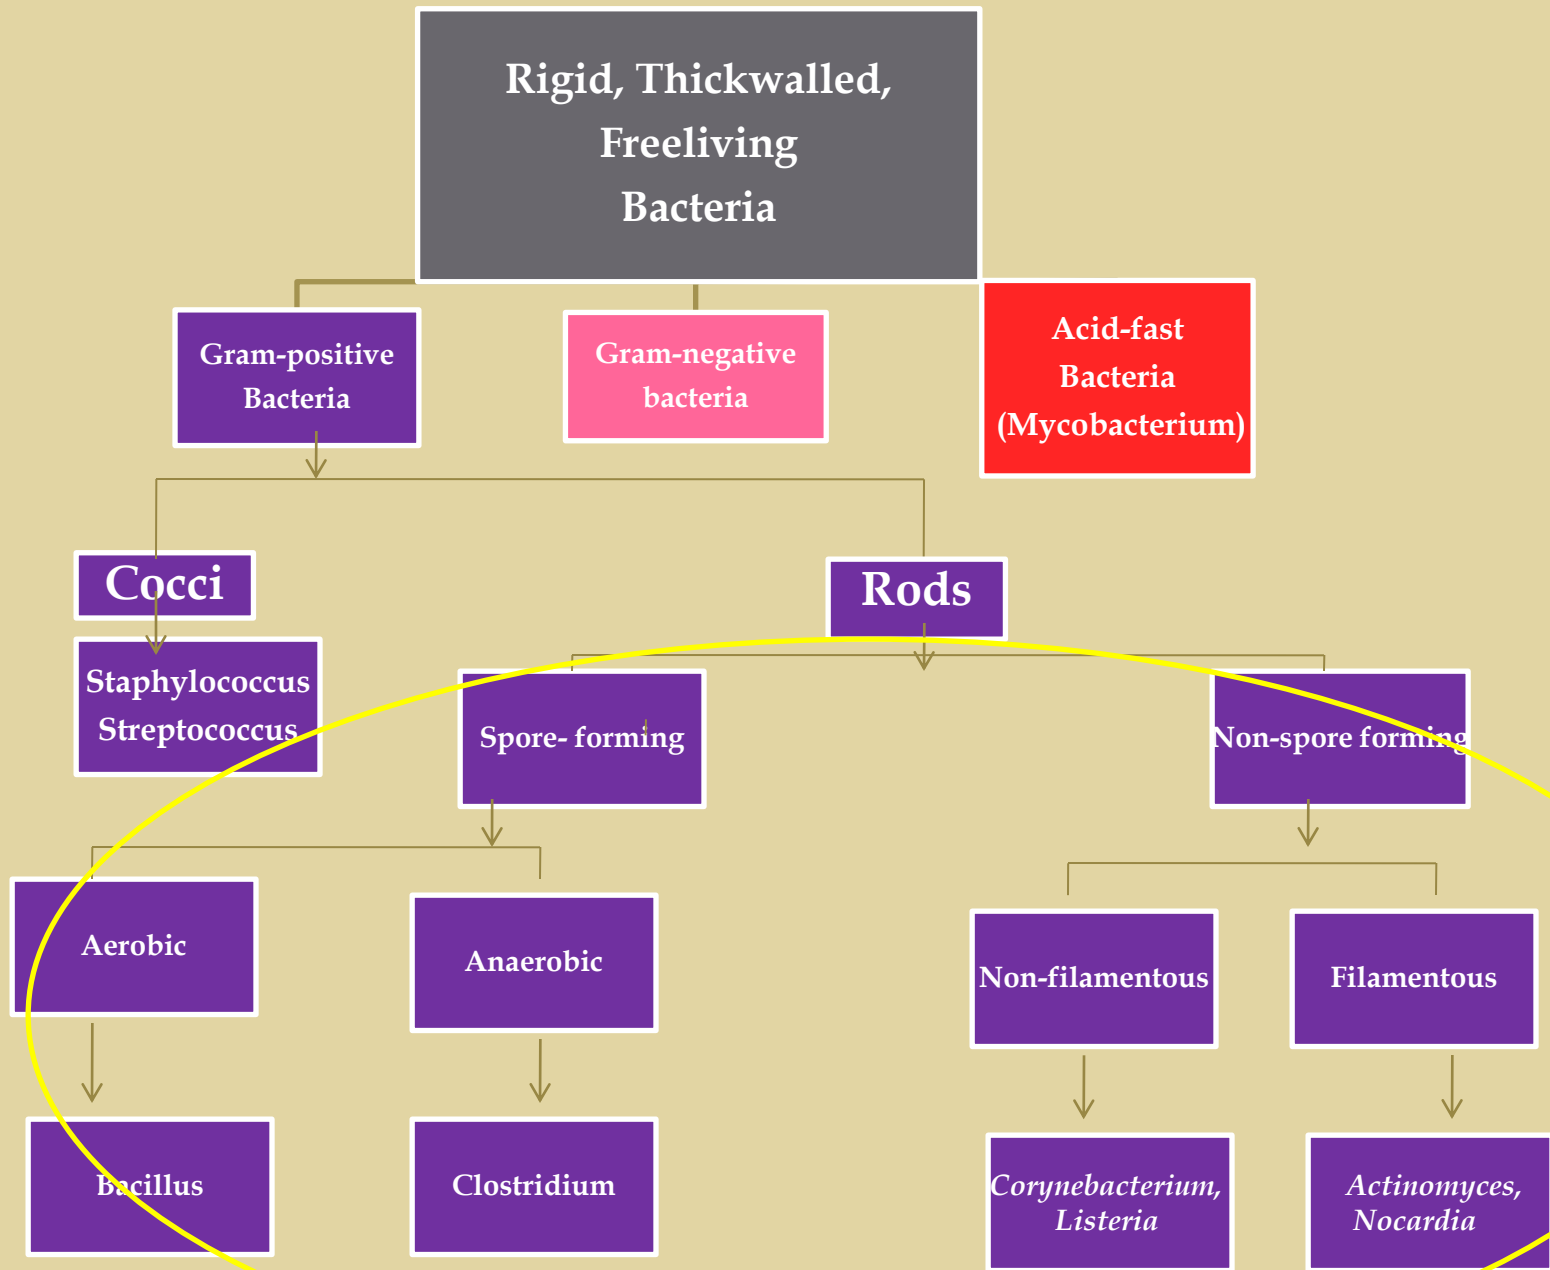 Rigid, Thickwalled,
Freeliving
Bacteria
Gram-positive
Bacteria
Gram-negative
bacteria
Acid-fast
Bacteria
(Mycobacterium)
Cocci
Rods
Staphylococcus
Streptococcus
Spore- forming
Non-spore forming
Aerobic
Anaerobic
Non-filamentous
Filamentous
Bacillus
Clostridium
Corynebacterium,
Listeria
Actinomyces,
Nocardia